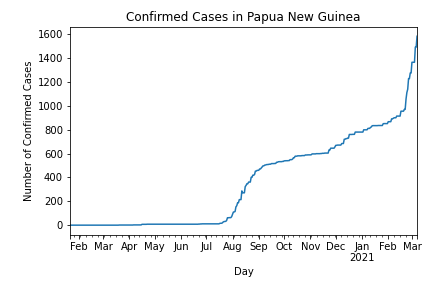 Confirmed Cases in Papua New Guinea
Number of Confirmed Cases
1600
1400
1200
1000
800
600
400
200
0
Feb Mar Apr May Jun Jul Aug Sep Oct Nov Dec Jan Feb Mar
2021
Day